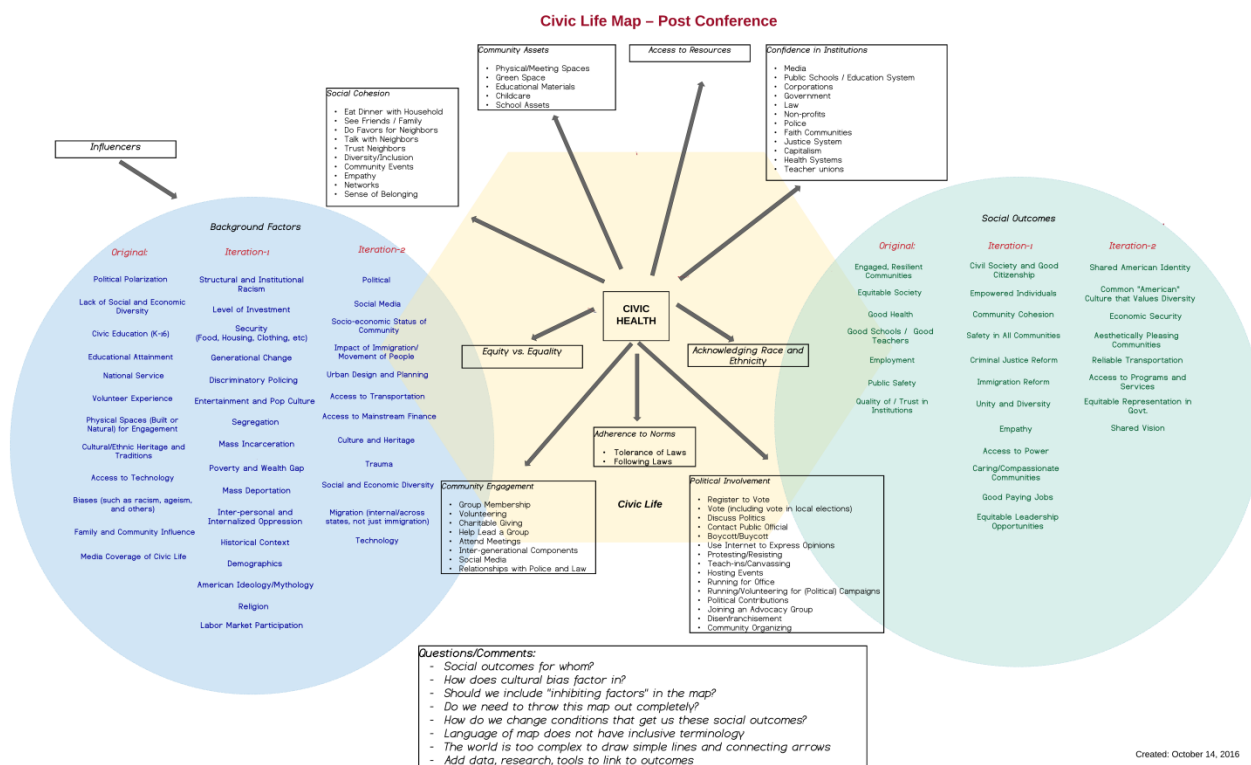 Civic Life Map – Post Conference
Influencers
Social Cohesion
• Eat Dinner with Household
• See Friends / Family
• Do Favors for Neighbors
• Talk with Neighbors
• Trust Neighbors
• Diversity/Inclusion
• Community Events
• Empathy
• Networks
• Sense of Belonging
Community Assets
• Physical/Meeting Spaces
• Green Space
• Educational Materials
• Childcare
• School Assets
Access to Resources
Confidence in Institutions
• Media
• Public Schools / Education System
• Corporations
• Government
• Law
• Non-profits
• Police
• Faith Communities
• Justice System
• Capitalism
• Health Systems
• Teacher unions
Background Factors
Original:
Political Polarization
Lack of Social and Economic
Diversity
Civic Education (K-16)
Educational Attainment
National Service
Volunteer Experience
Physical Spaces (Built or
Natural) for Engagement
Cultural/Ethnic Heritage and
Traditions
Access to Technology
Biases (such as racism, ageism,
and others)
Family and Community Influence
Media Coverage of Civic Life
Iteration-1
Structural and Institutional
Racism
Level of Investment
Security
(Food, Housing, Clothing, etc)
Generational Change
Discriminatory Policing
Entertainment and Pop Culture
Segregation
Mass Incarceration
Poverty and Wealth Gap
Mass Deportation
Inter-personal and
Internalized Oppression
Historical Context
Demographics
American Ideology/Mythology
Religion
Labor Market Participation
Iteration-2
Political
Social Media
Socio-economic Status of
Community
Impact of Immigration/
Movement of People
Urban Design and Planning
Access to Transportation
Access to Mainstream Finance
Culture and Heritage
Trauma
Social and Economic Diversity
Migration (internal/across
states, not just immigration)
Technology
CIVIC
HEALTH
Equity vs. Equality
Acknowledging Race and
Ethnicity
Adherence to Norms
• Tolerance of Laws
• Following Laws
Community Engagement
• Group Membership
• Volunteering
• Charitable Giving
• Help Lead a Group
• Attend Meetings
• Inter-generational Components
• Social Media
• Relationships with Police and Law
Civic Life
Political Involvement
• Register to Vote
• Vote (including vote in local elections)
• Discuss Politics
• Contact Public Official
• Boycott/Buycott
• Use Internet to Express Opinions
• Protesting/Resisting
• Teach-ins/Canvassing
• Hosting Events
• Running for Office
• Running/Volunteering for (Political) Campaigns
• Political Contributions
• Joining an Advocacy Group
• Disenfranchisement
• Community Organizing
Social Outcomes
Original:
Engaged, Resilient
Communities
Equitable Society
Good Health
Good Schools / Good
Teachers
Employment
Public Safety
Quality of / Trust in
Institutions
Iteration-1
Civil Society and Good
Citizenship
Empowered Individuals
Community Cohesion
Safety in All Communities
Criminal Justice Reform
Immigration Reform
Unity and Diversity
Empathy
Access to Power
Caring/Compassionate
Communities
Good Paying Jobs
Equitable Leadership
Opportunities
Iteration-2
Shared American Identity
Common "American"
Culture that Values Diversity
Economic Security
Aesthetically Pleasing
Communities
Reliable Transportation
Access to Programs and
Services
Equitable Representation in
Govt.
Shared Vision
Questions/Comments:
- Social outcomes for whom?
- How does cultural bias factor in?
- Should we include "inhibiting factors" in the map?
- Do we need to throw this map out completely?
- How do we change conditions that get us these social outcomes?
- Language of map does not have inclusive terminology
- The world is too complex to draw simple lines and connecting arrows
- Add data, research, tools to link to outcomes
Created: October 14, 2016